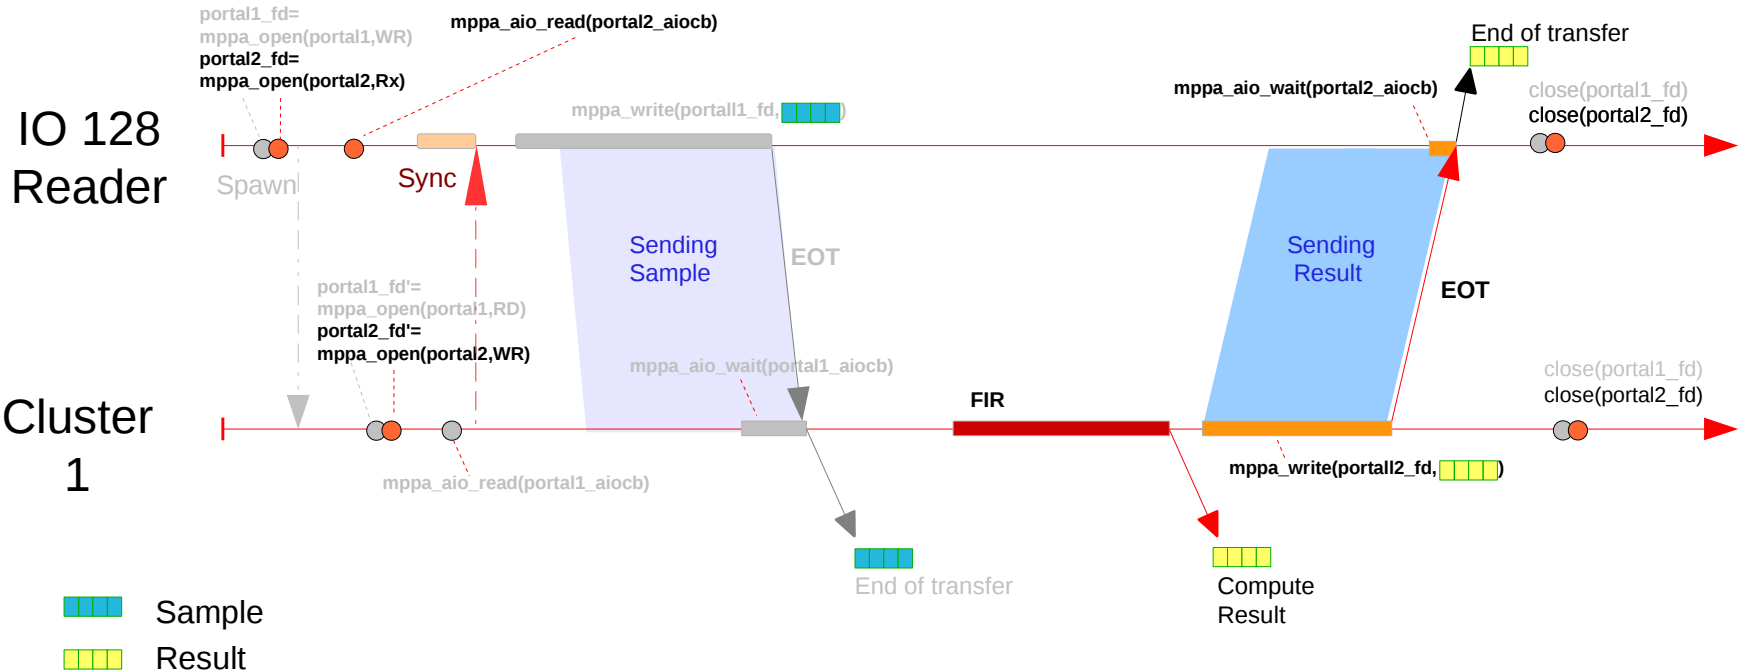 portal1_fd=
mppa_open(portal1,WR)
portal2_fd=
mppa_open(portal2,Rx)
mppa_aio_read(portal2_aiocb)
End of transfer
mppa_aio_wait(portal2_aiocb)
close(portal1_fd)
close(portal2_fd)
mppa_write(portall1_fd, )
IO 128
Reader
Spawn
Sync
Sending
Sample
EOT
Sending
Result
EOT
portal1_fd'=
mppa_open(portal1,RD)
portal2_fd'=
mppa_open(portal2,WR)
mppa_aio_wait(portal1_aiocb)
close(portal1_fd)
close(portal2_fd)
Cluster
1
FIR
mppa_aio_read(portal1_aiocb)
mppa_write(portall2_fd, )
End of transfer
Compute
Result
Sample
Result